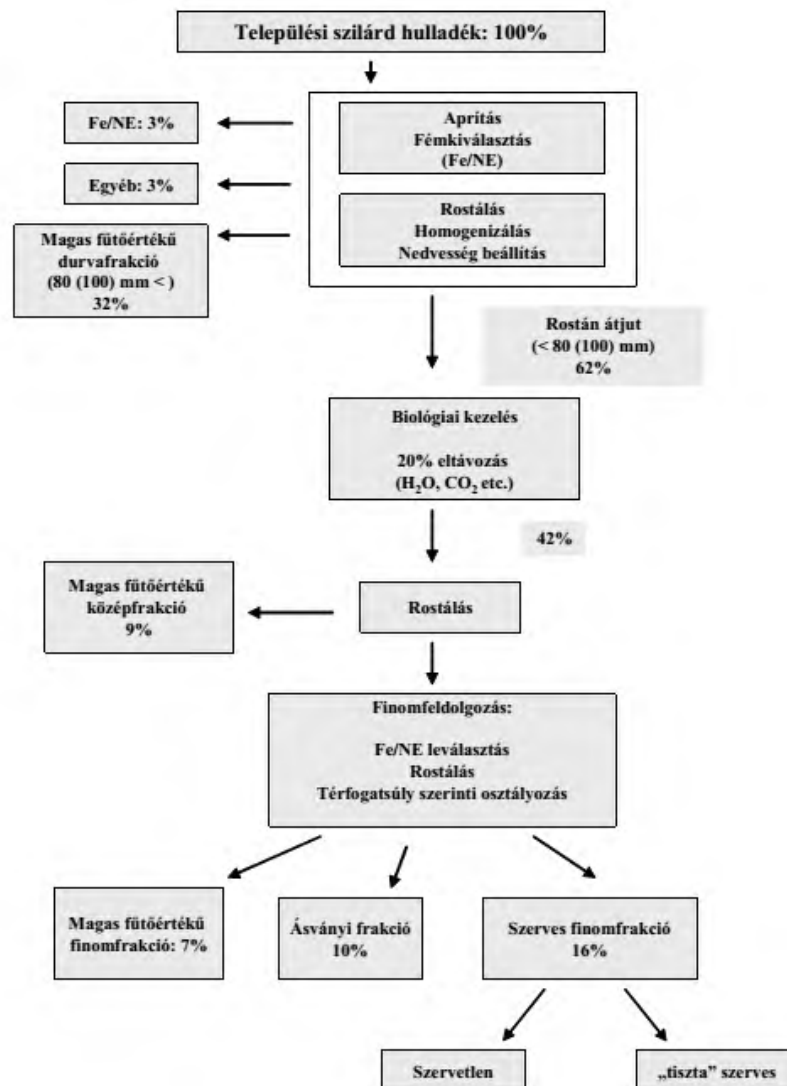 Települési szilárd hulladék: 100%
Fe/NE: 3%
Aprítás
Fémkiválasztás
(Fe/NE)
Egyéb: 3%
Rostálás
Homogenizálás
Nedvesség beállítás
Magas fűtőértékű
durvafrakció
(80 (100) mm < )
32%
Rostán átjut
(< 80 (100) mm)
62%
Biológiai kezelés
20% eltávozás
(H₂O, CO₂ etc.)
42%
Magas fűtőértékű
középfrakció
9%
Rostálás
Finomfeldolgozás:
Fe/NE leválasztás
Rostálás
Térfogatsúly szerinti osztályozás
Magas fűtőértékű
finomfrakció: 7%
Ásványi frakció
10%
Szerves finomfrakció
16%
Szervetlen
„tiszta” szerves